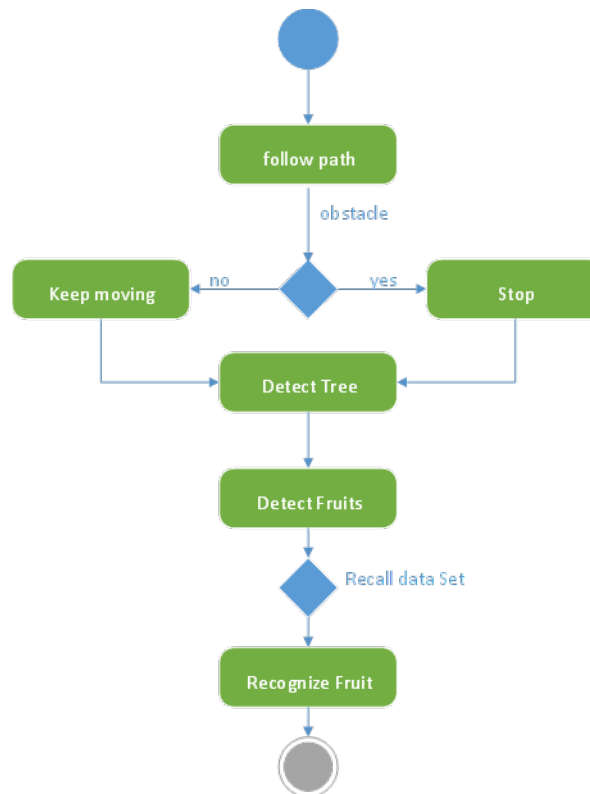 follow path
obstacle
no
yes
Keep moving
Stop
Detect Tree
Detect Fruits
Recall data Set
Recognize Fruit